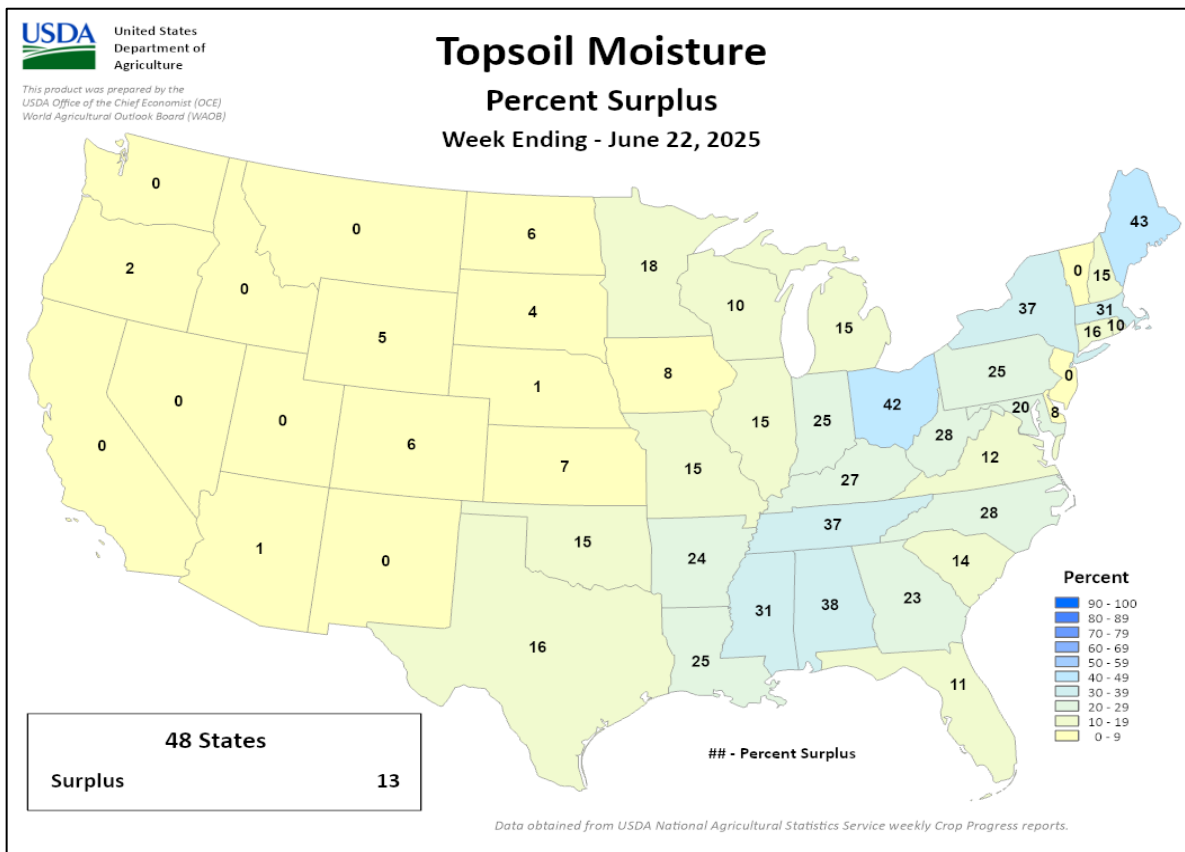 USDA
United States
Department of
Agriculture
This product was prepared by the
USDA Office of the Chief Economist (OCE)
World Agricultural Outlook Board (WAOB)
Topsoil Moisture
Percent Surplus
Week Ending - June 22, 2025
0
0
6
43
2
18
0
15
0
10
37
31
5
4
15
16
10
8
25
0
1
0
42
20
8
0
15
25
28
6
0
7
15
12
27
37
28
15
24
14
1
0
31
38
23
16
25
11
Percent
90 - 100
80 - 89
70 - 79
60 - 69
50 - 59
40 - 49
30 - 39
20 - 29
10 - 19
0 - 9
48 States
Surplus 13
## - Percent Surplus
Data obtained from USDA National Agricultural Statistics Service weekly Crop Progress reports.